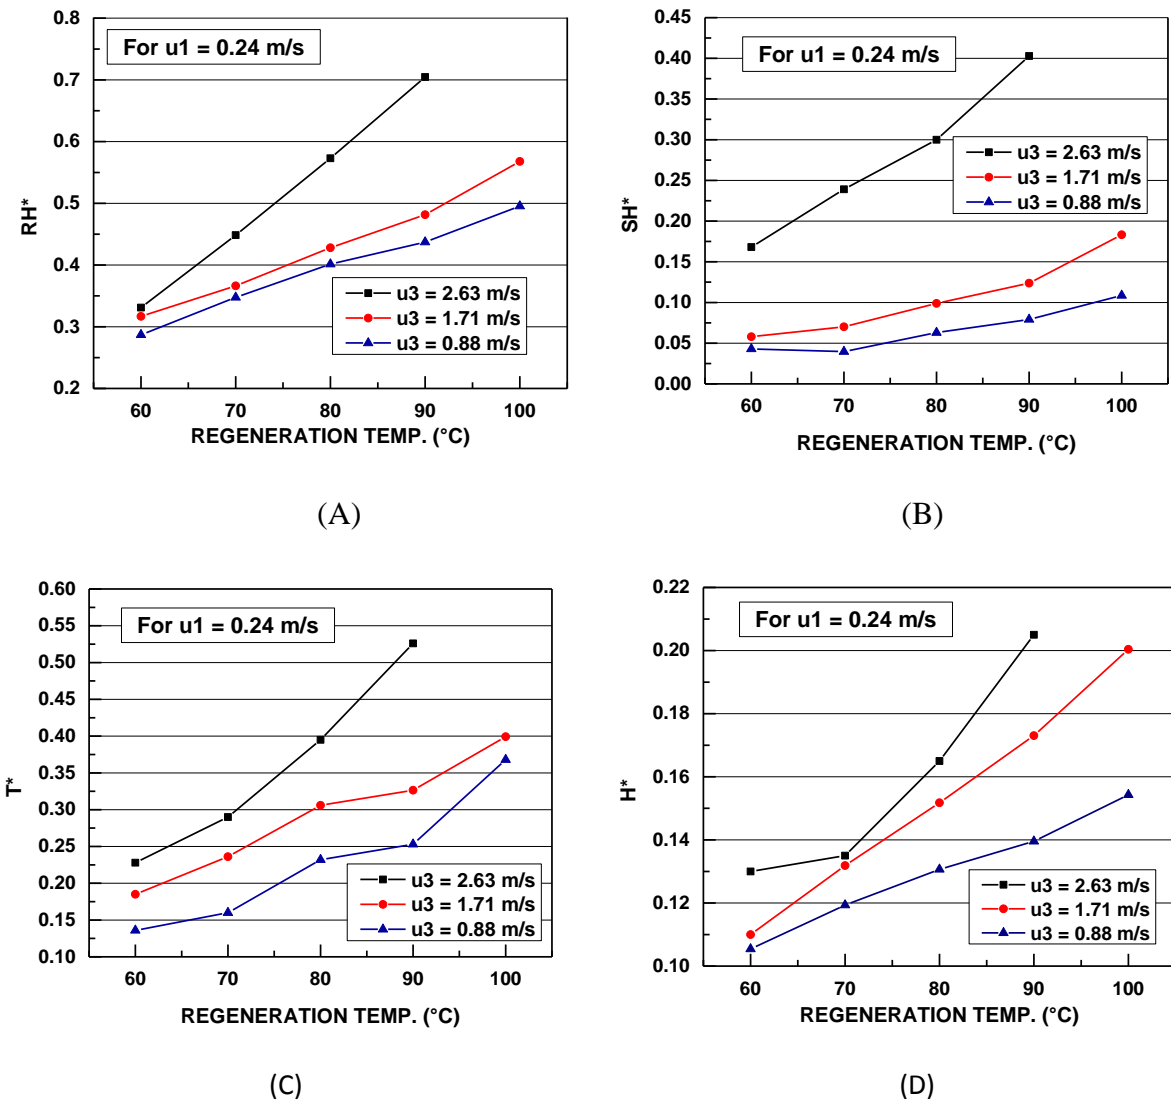 For u1 = 0.24 m/s
0.8
0.7
0.6
0.5
0.4
0.3
0.2
RH*
u3 = 2.63 m/s
u3 = 1.71 m/s
u3 = 0.88 m/s
60 70 80 90 100
REGENERATION TEMP. (°C)
(A)
For u1 = 0.24 m/s
0.45
0.40
0.35
0.30
0.25
0.20
0.15
0.10
0.05
0.00
SH*
u3 = 2.63 m/s
u3 = 1.71 m/s
u3 = 0.88 m/s
60 70 80 90 100
REGENERATION TEMP. (°C)
(B)
For u1 = 0.24 m/s
0.60
0.55
0.50
0.45
0.40
0.35
0.30
0.25
0.20
0.15
0.10
T*
u3 = 2.63 m/s
u3 = 1.71 m/s
u3 = 0.88 m/s
60 70 80 90 100
REGENERATION TEMP. (°C)
(C)
For u1 = 0.24 m/s
0.22
0.20
0.18
0.16
0.14
0.12
0.10
H*
u3 = 2.63 m/s
u3 = 1.71 m/s
u3 = 0.88 m/s
60 70 80 90 100
REGENERATION TEMP. (°C)
(D)